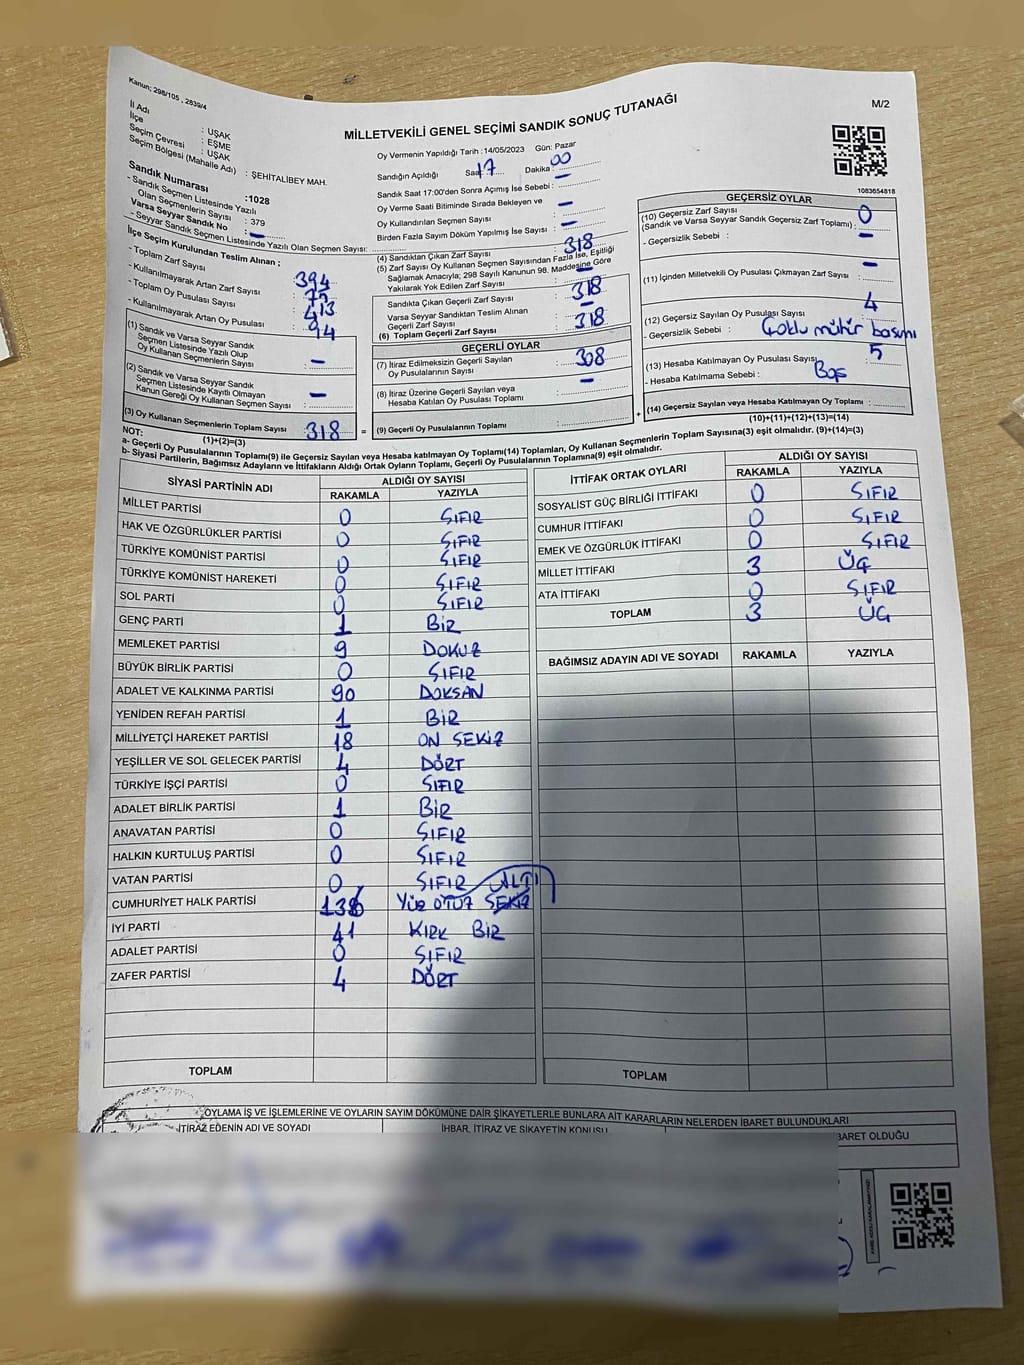 Kanun; 298/105 , 2839/4
M/2
MİLLETVEKİLİ GENEL SEÇİMİ SANDIK SONUÇ TUTANAĞI
İl Adı : UŞAK
İlçe : EŞME
Seçim Çevresi : UŞAK
Seçim Bölgesi (Mahalle Adı) : ŞEHİTALİBEY MAH.
Sandık Numarası :1028
- Sandık Seçmen Listesinde Yazılı
Olan Seçmenlerin Sayısı : 379
Varsa Seyyar Sandık No : -
- Seyyar Sandık Seçmen Listesinde Yazılı Olan Seçmen Sayısı:
İlçe Seçim Kurulundan Teslim Alınan ;
- Toplam Zarf Sayısı : 394
- Kullanılmayarak Artan Zarf Sayısı : 75
- Toplam Oy Pusulası Sayısı : 413
- Kullanılmayarak Artan Oy Pusulası : 94
(1) Sandık ve Varsa Seyyar Sandık
Seçmen Listesinde Yazılı Olup
Oy Kullanan Seçmenlerin Sayısı : -
(2) Sandık ve Varsa Seyyar Sandık
Seçmen Listesinde Kayıtlı Olmayan
Kanun Gereği Oy Kullanan Seçmen Sayısı : -
(3) Oy Kullanan Seçmenlerin Toplam Sayısı : 318 =
(1)+(2)=(3)
Oy Vermenin Yapıldığı Tarih :14/05/2023 Gün: Pazar
Sandığın Açıldığı Saat 17 Dakika : 00
Sandık Saat 17:00'den Sonra Açılmış İse Sebebi : -
Oy Verme Saati Bitiminde Sırada Bekleyen ve
Oy Kullandırılan Seçmen Sayısı : -
Birden Fazla Sayım Döküm Yapılmış İse Sayısı : -
(4) Sandıktan Çıkan Zarf Sayısı : 318
(5) Zarf Sayısı Oy Kullanan Seçmen Sayısından Fazla İse, Eşitliği
Sağlamak Amacıyla; 298 Sayılı Kanunun 98. Maddesine Göre
Yakılarak Yok Edilen Zarf Sayısı : -
Sandıkta Çıkan Geçerli Zarf Sayısı : 318
Varsa Seyyar Sandıktan Teslim Alınan
Geçerli Zarf Sayısı : -
(6) Toplam Geçerli Zarf Sayısı : 318
GEÇERLİ OYLAR
(7) İtiraz Edilmeksizin Geçerli Sayılan
Oy Pusulalarının Sayısı : 308
(8) İtiraz Üzerine Geçerli Sayılan veya
Hesaba Katılan Oy Pusulası Toplamı : -
(9) Geçerli Oy Pusulalarının Toplamı : +
1083654818
GEÇERSİZ OYLAR
(10) Geçersiz Zarf Sayısı
(Sandık ve Varsa Seyyar Sandık Geçersiz Zarf Toplamı) : 0
- Geçersizlik Sebebi : -
(11) İçinden Milletvekili Oy Pusulası Çıkmayan Zarf Sayısı : -
(12) Geçersiz Sayılan Oy Pusulası Sayısı : 4
- Geçersizlik Sebebi : Çoklu mühür basımı
(13) Hesaba Katılmayan Oy Pusulası Sayısı : 5
- Hesaba Katılmama Sebebi : Boş
(14) Geçersiz Sayılan veya Hesaba Katılmayan Oy Toplamı :
(10)+(11)+(12)+(13)=(14)
NOT:
a- Geçerli Oy Pusulalarının Toplamı(9) ile Geçersiz Sayılan veya Hesaba Katılmayan Oy Toplamı(14) Toplamları, Oy Kullanan Seçmenlerin Toplam Sayısına(3) eşit olmalıdır. (9)+(14)=(3)
b- Siyasi Partilerin, Bağımsız Adayların ve İttifakların Aldığı Ortak Oyların Toplamı, Geçerli Oy Pusulalarının Toplamına(9) eşit olmalıdır.
SİYASİ PARTİNİN ADI ALDIĞI OY SAYISI
RAKAMLA YAZIYLA
MİLLET PARTİSİ 0 SIFIR
HAK VE ÖZGÜRLÜKLER PARTİSİ 0 SIFIR
TÜRKİYE KOMÜNİST PARTİSİ 0 SIFIR
TÜRKİYE KOMÜNİST HAREKETİ 0 SIFIR
SOL PARTİ 0 SIFIR
GENÇ PARTİ 1 BİR
MEMLEKET PARTİSİ 9 DOKUZ
BÜYÜK BİRLİK PARTİSİ 0 SIFIR
ADALET VE KALKINMA PARTİSİ 90 DOKSAN
YENİDEN REFAH PARTİSİ 1 BİR
MİLLİYETÇİ HAREKET PARTİSİ 18 ON SEKİZ
YEŞİLLER VE SOL GELECEK PARTİSİ 4 DÖRT
TÜRKİYE İŞÇİ PARTİSİ 0 SIFIR
ADALET BİRLİK PARTİSİ 1 BİR
ANAVATAN PARTİSİ 0 SIFIR
HALKIN KURTULUŞ PARTİSİ 0 SIFIR
VATAN PARTİSİ 0 SIFIR
CUMHURİYET HALK PARTİSİ 136 YÜZ OTUZ SEKİZ ALTI
İYİ PARTİ 41 KIRK BİR
ADALET PARTİSİ 0 SIFIR
ZAFER PARTİSİ 4 DÖRT
TOPLAM
İTTİFAK ORTAK OYLARI ALDIĞI OY SAYISI
RAKAMLA YAZIYLA
SOSYALİST GÜÇ BİRLİĞİ İTTİFAKI 0 SIFIR
CUMHUR İTTİFAKI 0 SIFIR
EMEK VE ÖZGÜRLÜK İTTİFAKI 0 SIFIR
MİLLET İTTİFAKI 3 ÜÇ
ATA İTTİFAKI 0 SIFIR
TOPLAM 3 ÜÇ
BAĞIMSIZ ADAYIN ADI VE SOYADI RAKAMLA YAZIYLA
TOPLAM
OYLAMA İŞ VE İŞLEMLERİNE VE OYLARIN SAYIM DÖKÜMÜNE DAİR ŞİKAYETLERLE BUNLARA AİT KARARLARIN NELERDEN İBARET BULUNDUKLARI
İTİRAZ EDENİN ADI VE SOYADI İHBAR, İTİRAZ VE ŞİKAYETİN KONUSU BARET OLDUĞU